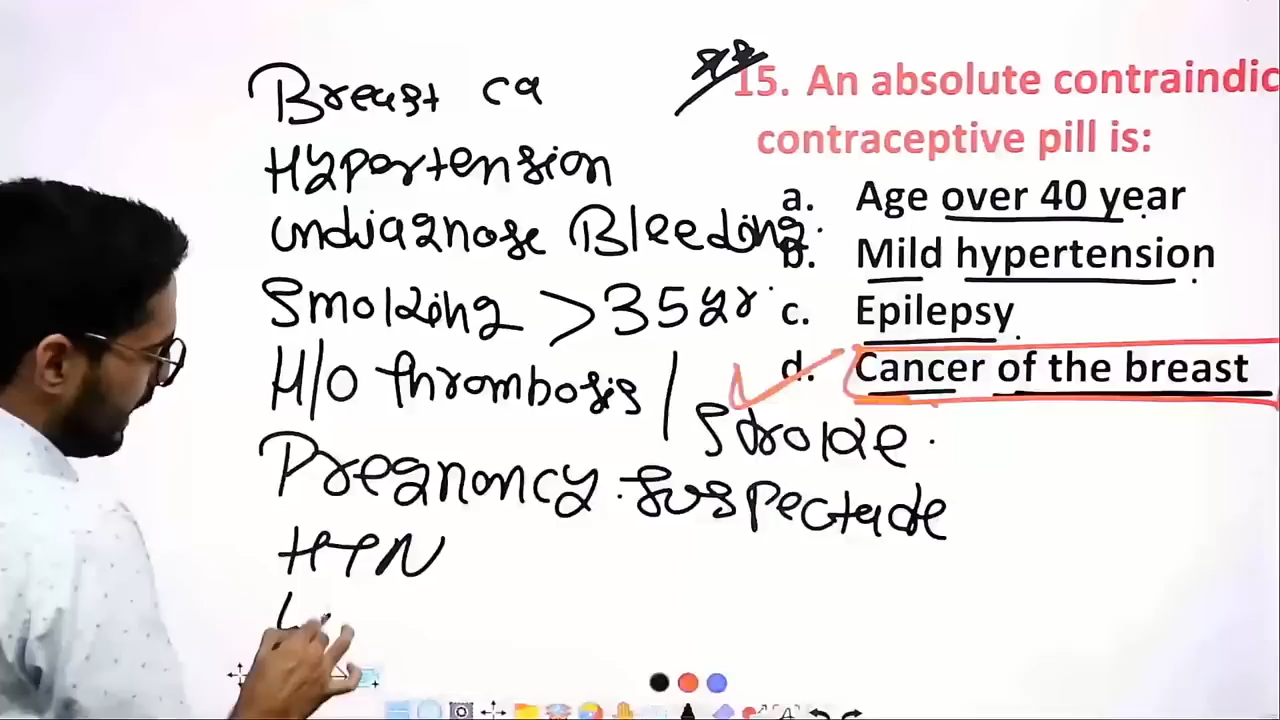 Breast ca
Hypertension
undiagnose Bleeding.
Smoking >35yr.
H/O thrombosis/
Stroke.
Pregnancy. Suspectade
HTN
15. An absolute contraindic
contraceptive pill is:
a. Age over 40 year
b. Mild hypertension
c. Epilepsy
d. Cancer of the breast